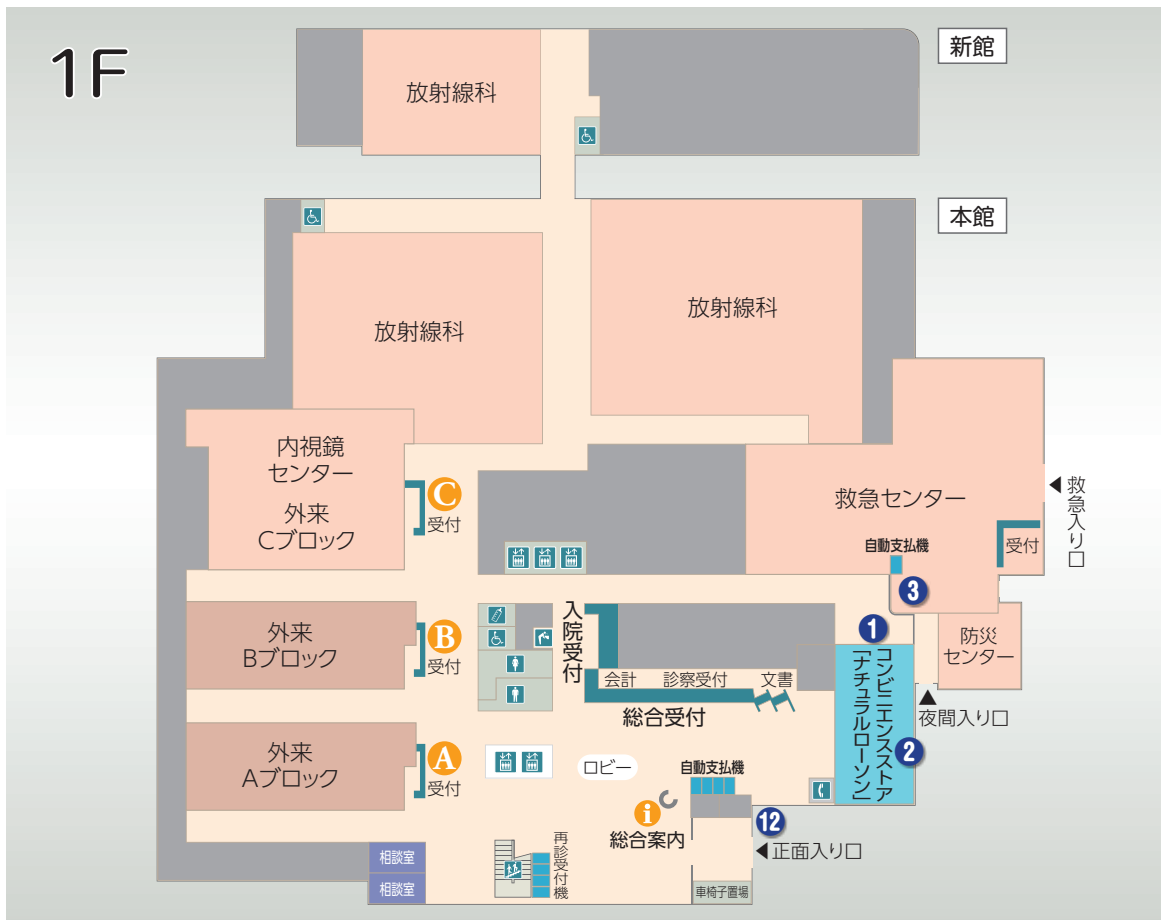 1F
新館
放射線科
本館
放射線科
放射線科
内視鏡
センター
外来
Cブロック
C
受付
救急センター
救急入り口
自動支払機
受付
3
外来
Bブロック
B
受付
入院受付
1
防災
センター
会計
診察受付
文書
総合受付
コンビニエンスストア
「ナチュラルローソン」
夜間入り口
2
外来
Aブロック
A
受付
ロビー
自動支払機
i
総合案内
12
正面入り口
再診受付機
相談室
相談室
車椅子置場